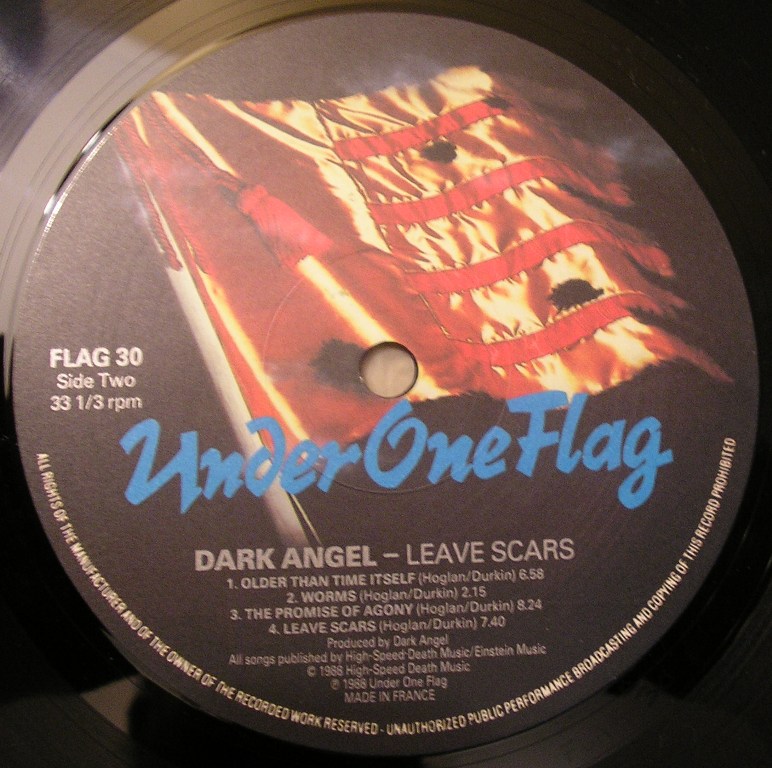 FLAG 30
Side Two
33 1/3 rpm
Under One Flag
DARK ANGEL – LEAVE SCARS
1. OLDER THAN TIME ITSELF (Hoglan/Durkin) 6.58
2. WORMS (Hoglan/Durkin) 2.15
3. THE PROMISE OF AGONY (Hoglan/Durkin) 8.24
4. LEAVE SCARS (Hoglan/Durkin) 7.40
Produced by Dark Angel
All songs published by High-Speed-Death Music/Einstein Music
© 1988 High-Speed Death Music
℗ 1988 Under One Flag
MADE IN FRANCE
ALL RIGHTS OF THE MANUFACTURER AND OF THE OWNER OF THE RECORDED WORK RESERVED - UNAUTHORIZED PUBLIC PERFORMANCE BROADCASTING AND COPYING OF THIS RECORD PROHIBITED